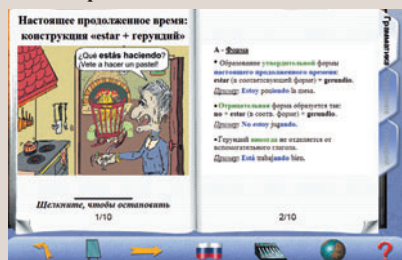 Настоящее продолженное время:
конструкция «estar + герундий»
¿Qué estás haciendo?
¡Vete a hacer un pastel!
Щелкните, чтобы остановить
1/10
А - Форма
• Образование утвердительной формы
настоящего продолженного времени:
estar (в соответствующей форме) + gerundio.
Пример: Estoy poniendo la mesa.
• Отрицательная форма образуется так:
no + estar (в соотв. форме) + gerundio.
Пример: No estoy jugando.
• Герундий никогда не отделяется от
вспомогательного глагола.
Пример: Está trabajando bien.
2/10
Грамматика
?